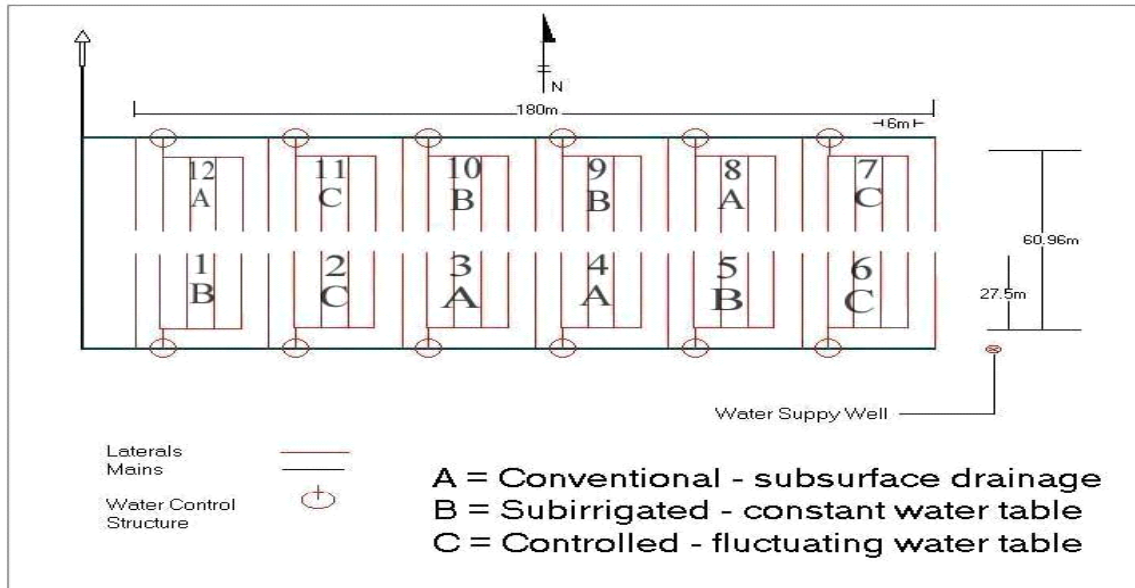 N
180m
6m
12 11 10 9 8 7
A C B B A C
60.96m
1 2 3 4 5 6
B C A A B C
27.5m
Water Suppy Well
Laterals
Mains
Water Control
Structure
A = Conventional - subsurface drainage
B = Subirrigated - constant water table
C = Controlled - fluctuating water table